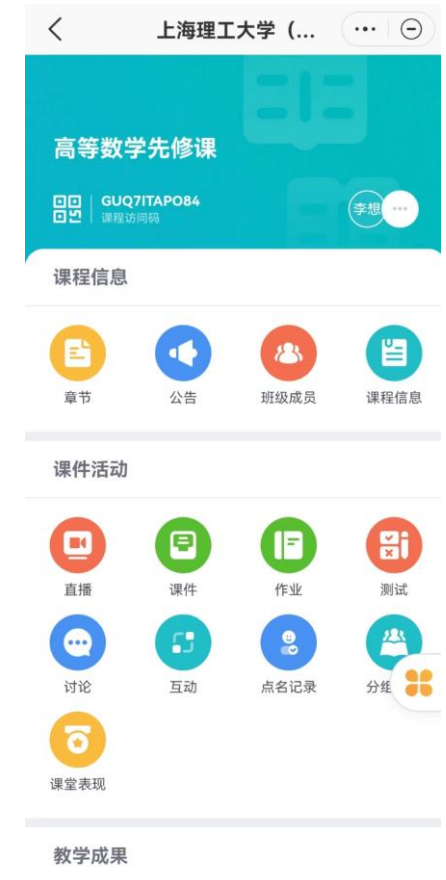 上海理工大学（...
高等数学先修课
GUQ7ITAPO84
课程访问码
李想
课程信息
章节 公告 班级成员 课程信息
课件活动
直播 课件 作业 测试
讨论 互动 点名记录 分组
课堂表现
教学成果